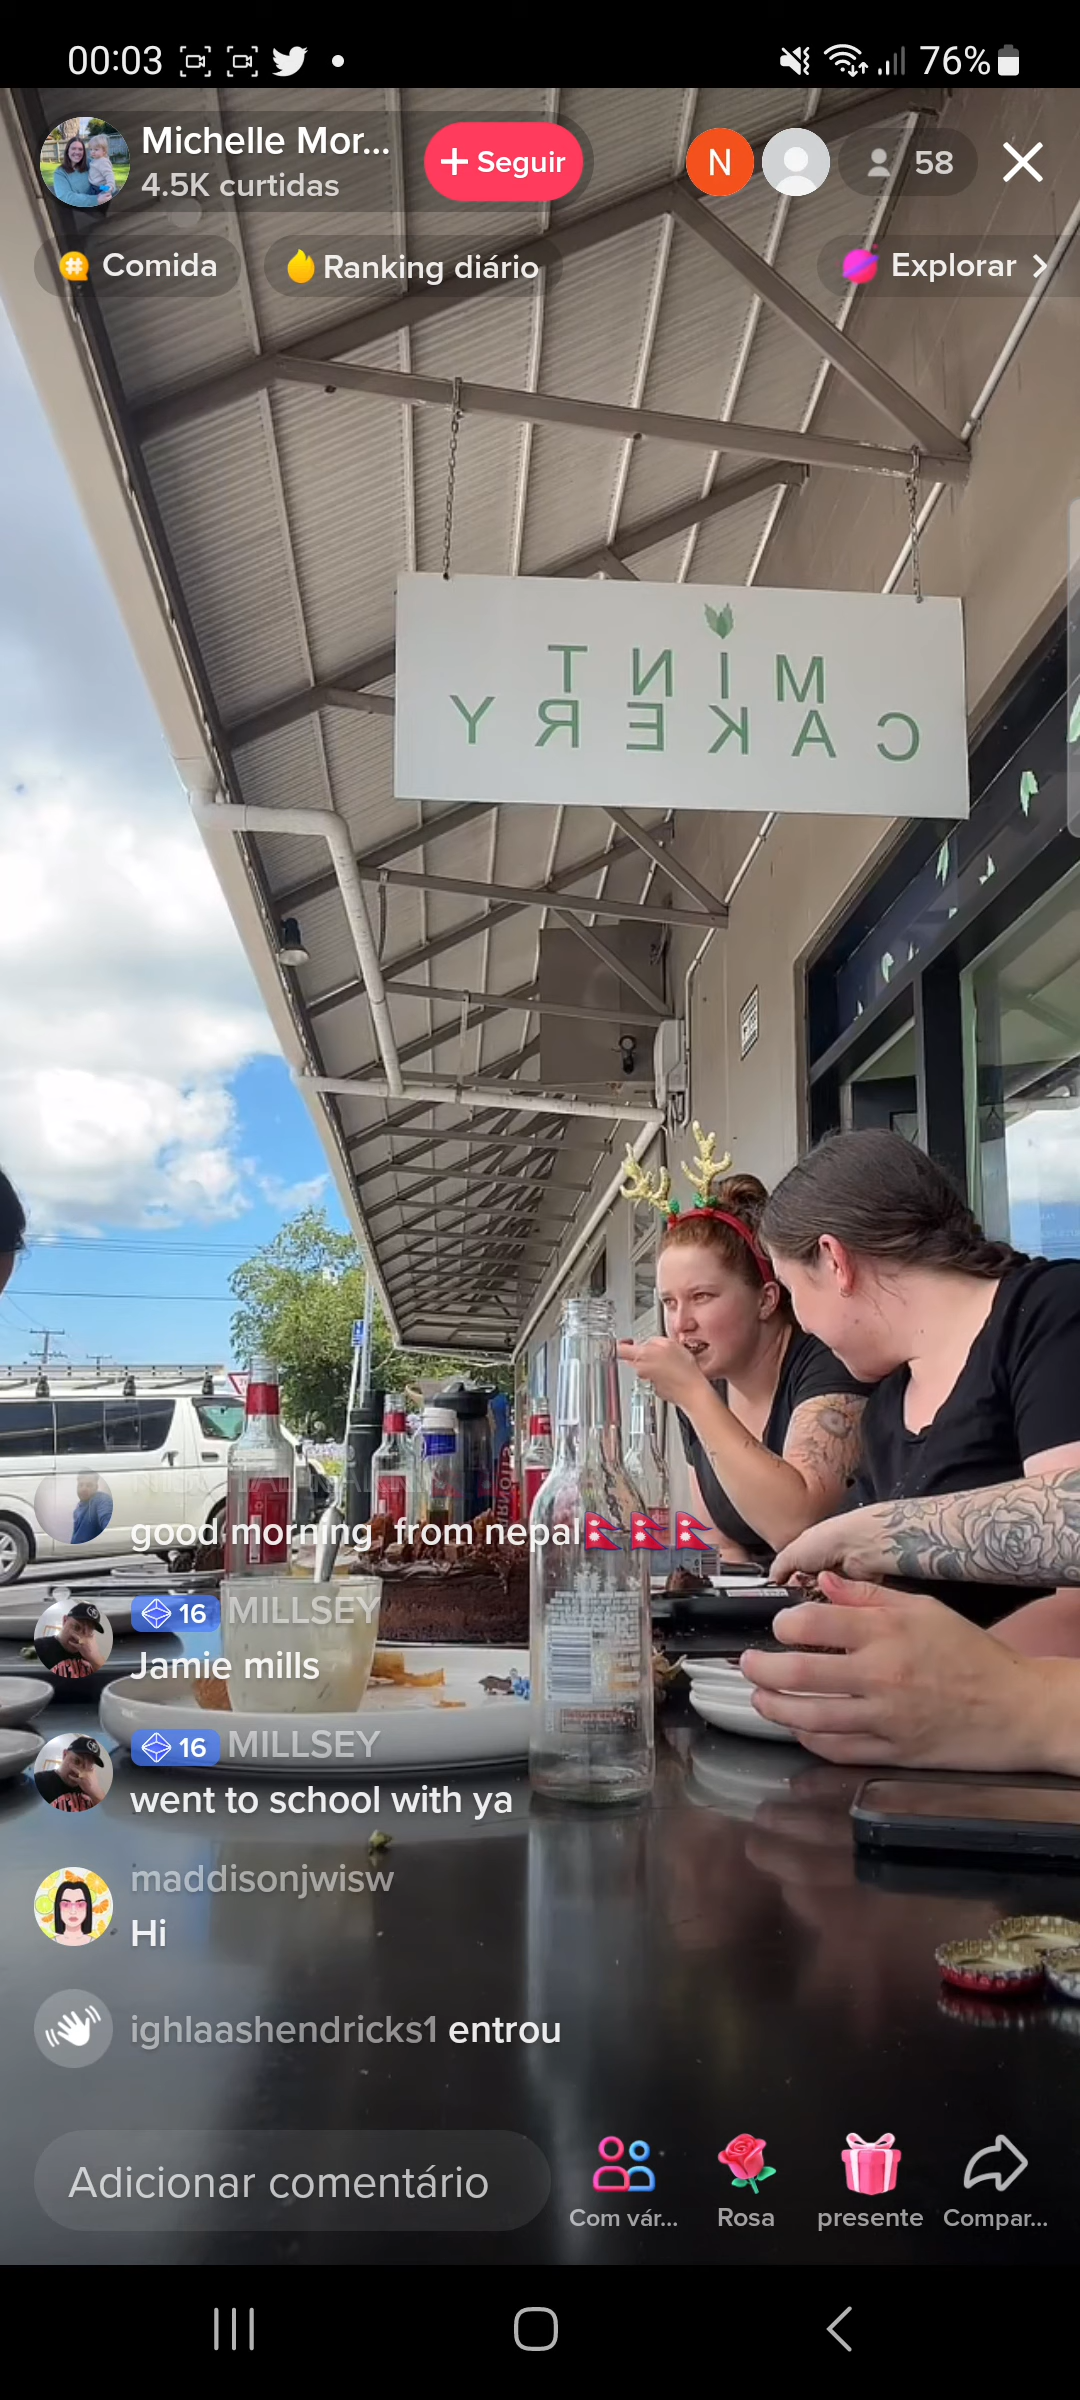 00:03
76%
Michelle Mor...
4.5K curtidas
+ Seguir
N
58
Comida
Ranking diário
Explorar >
MINT
CAKERY
good morning from nepal🇳🇵🇳🇵🇳🇵
16 MILLSEY
Jamie mills
16 MILLSEY
went to school with ya
maddisonjwisw
Hi
ighlaashendricks1 entrou
Adicionar comentário
Com vár...
Rosa
presente
Compar...